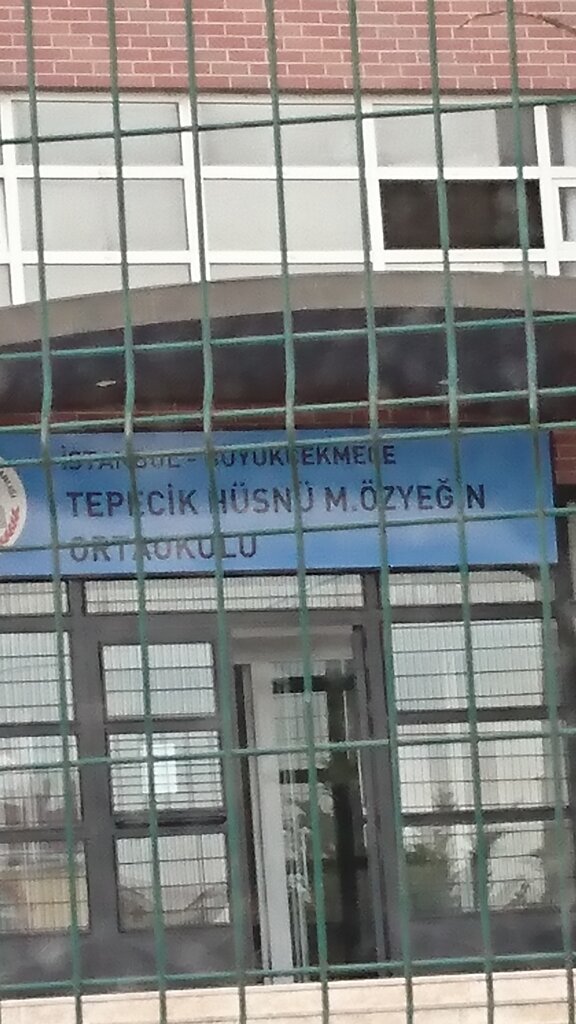 İSTANBUL - BÜYÜKÇEKMECE
TEPECİK HÜSNÜ M.ÖZYEĞİN
ORTAOKULU